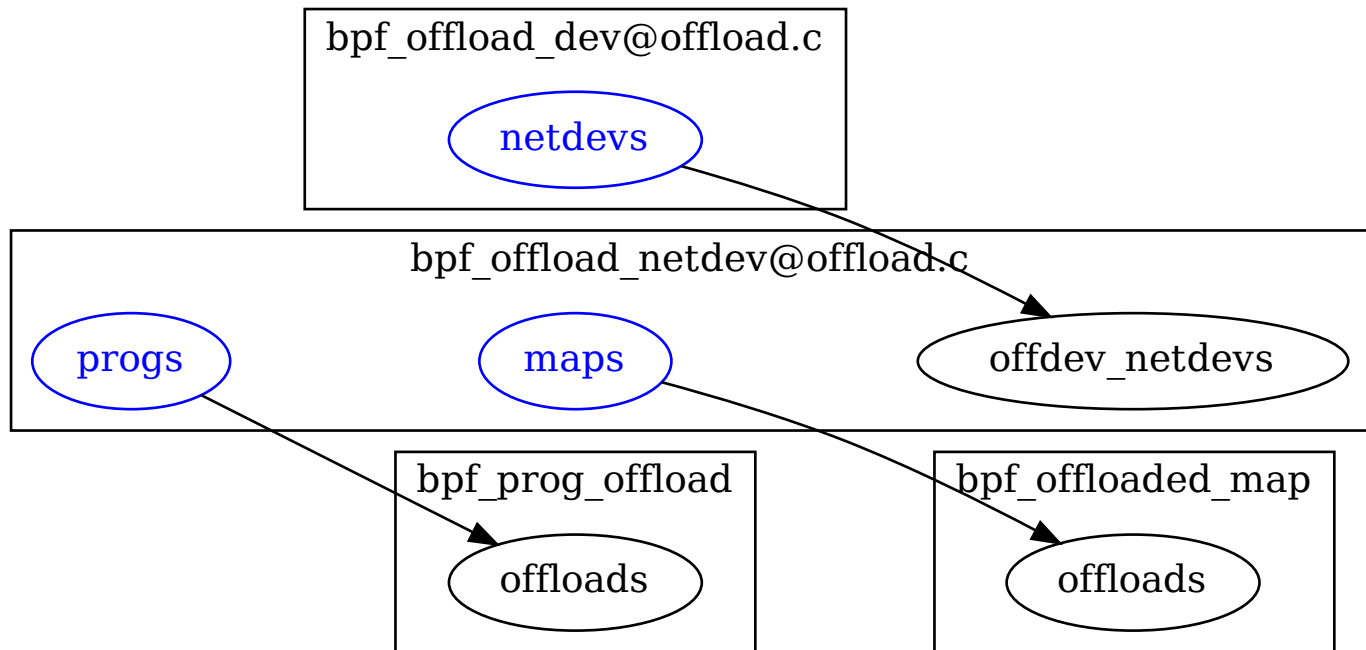 bpf_offload_dev@offload.c
netdevs
bpf_offload_netdev@offload.c
progs
maps
offdev_netdevs
bpf_prog_offload
bpf_offloaded_map
offloads
offloads